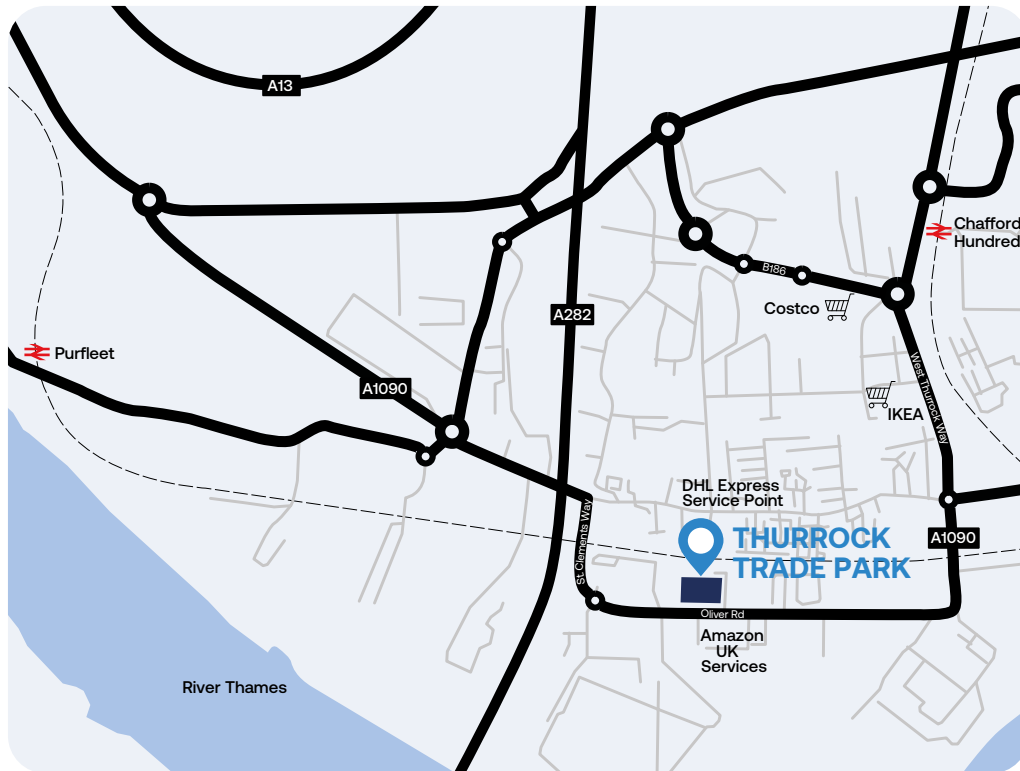 A13
Chafford
Hundred
B186
Costco
A282
Purfleet
A1090
West Thurrock Way
IKEA
DHL Express
Service Point
St. Clements Way
THURROCK
TRADE PARK
A1090
Oliver Rd
Amazon
UK
Services
River Thames